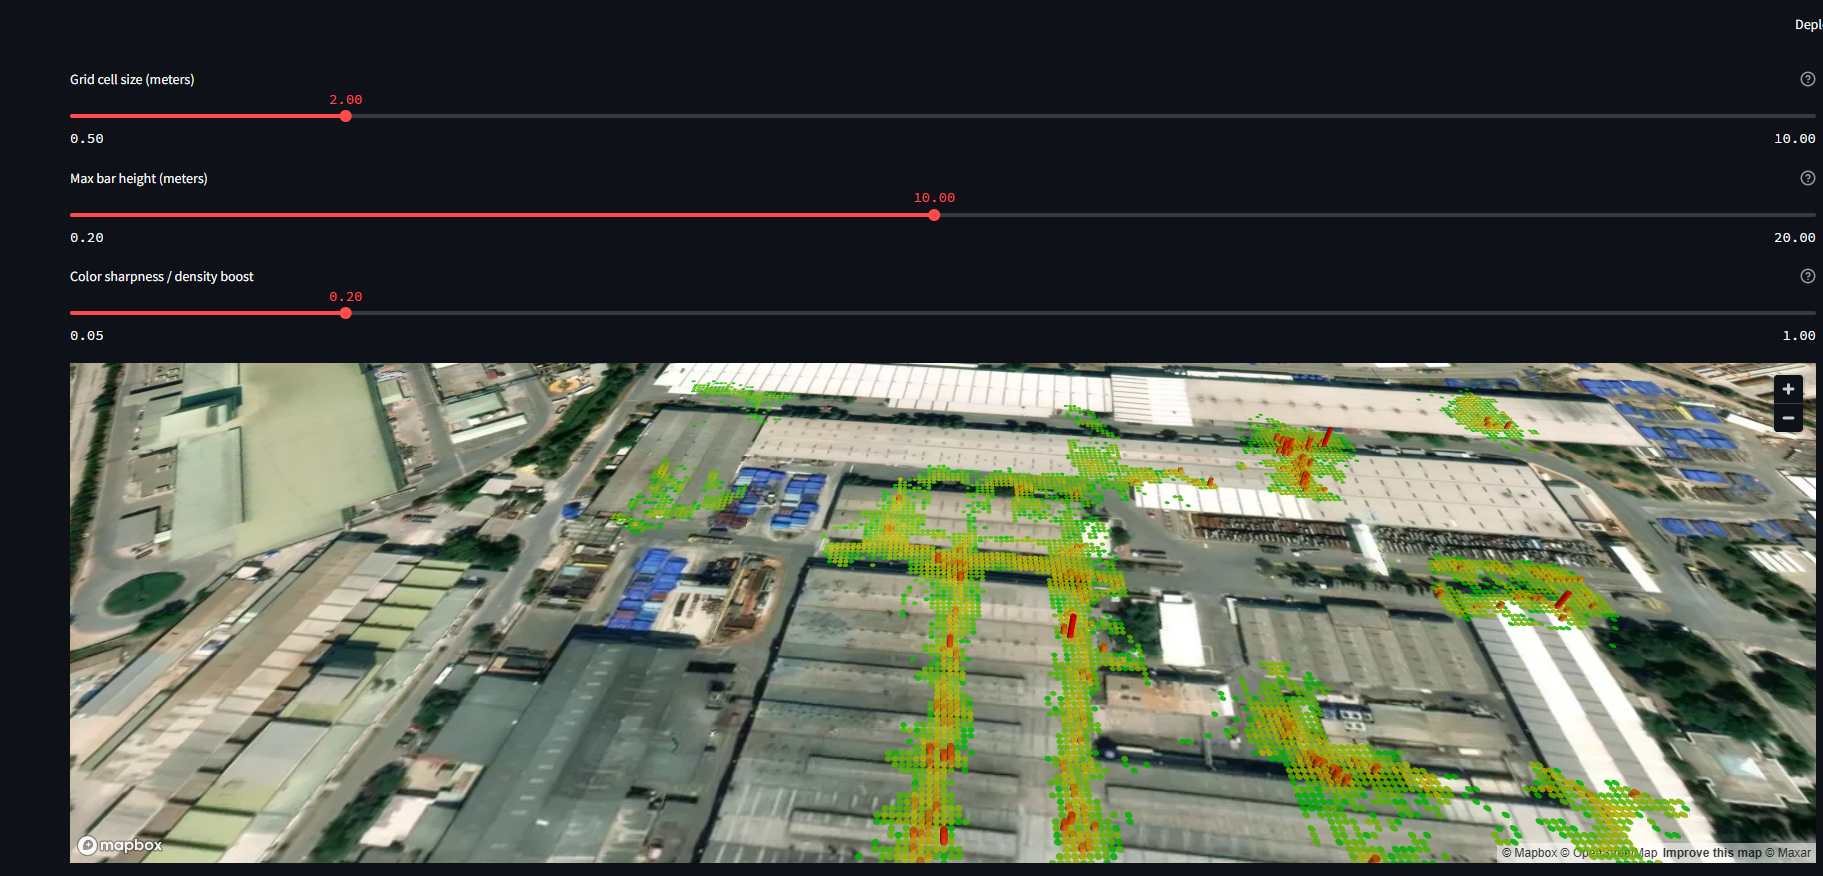 Depl
Grid cell size (meters)
2.00
0.50
10.00
Max bar height (meters)
10.00
0.20
20.00
Color sharpness / density boost
0.20
0.05
1.00
+
−
mapbox
© Mapbox © OpenStreetMap Improve this map © Maxar